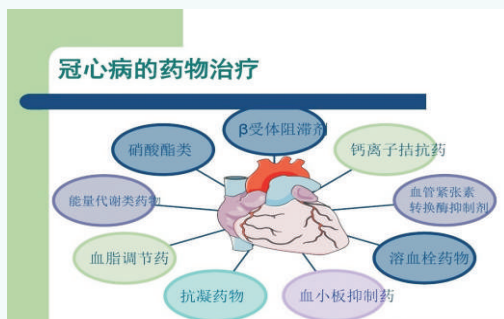 冠心病的药物治疗
β受体阻滞剂
硝酸酯类
钙离子拮抗药
能量代谢类药物
血管紧张素
转换酶抑制剂
血脂调节药
溶血栓药物
抗凝药物
血小板抑制药